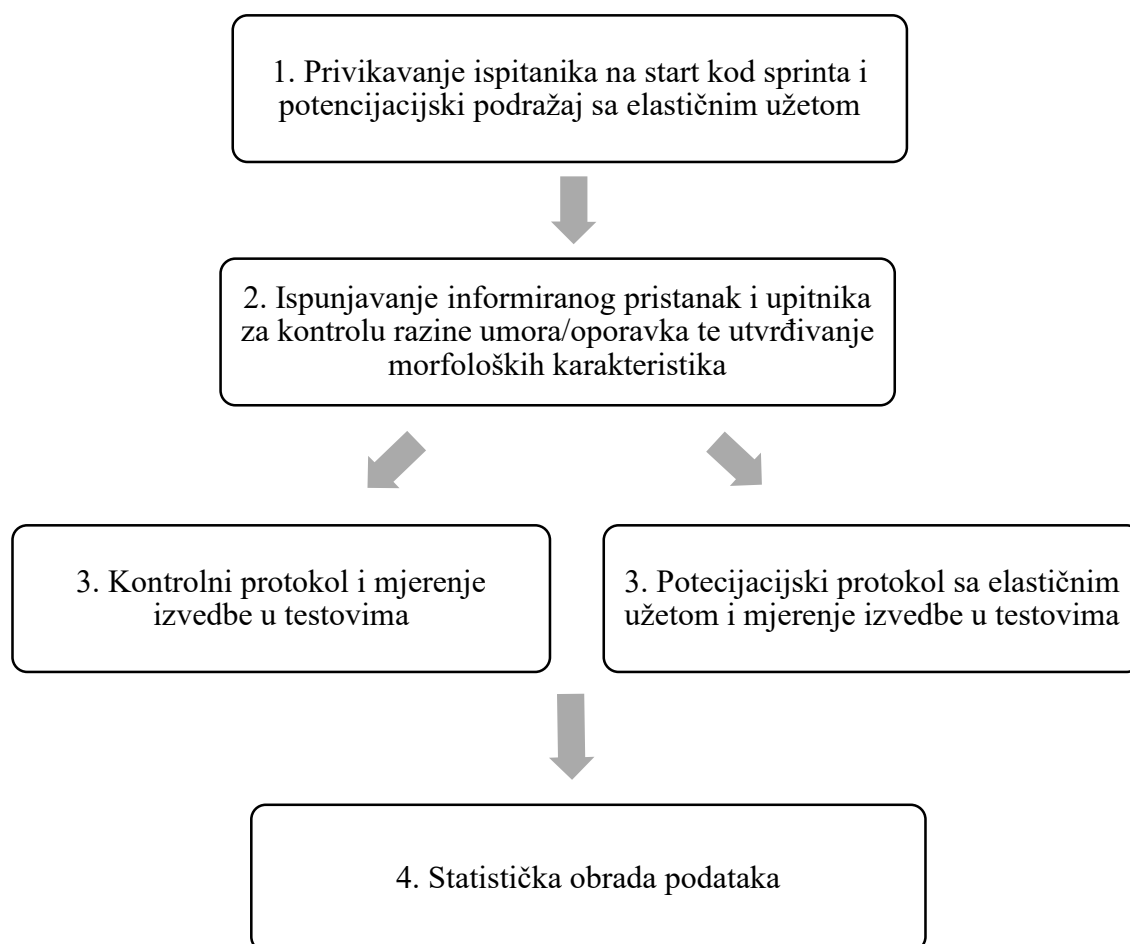 1. Privikavanje ispitanika na start kod sprinta i
potencijacijski podražaj sa elastičnim užetom
2. Ispunjavanje informiranog pristanak i upitnika
za kontrolu razine umora/oporavka te utvrđivanje
morfoloških karakteristika
3. Kontrolni protokol i mjerenje
izvedbe u testovima
3. Potecijacijski protokol sa elastičnim
užetom i mjerenje izvedbe u testovima
4. Statistička obrada podataka